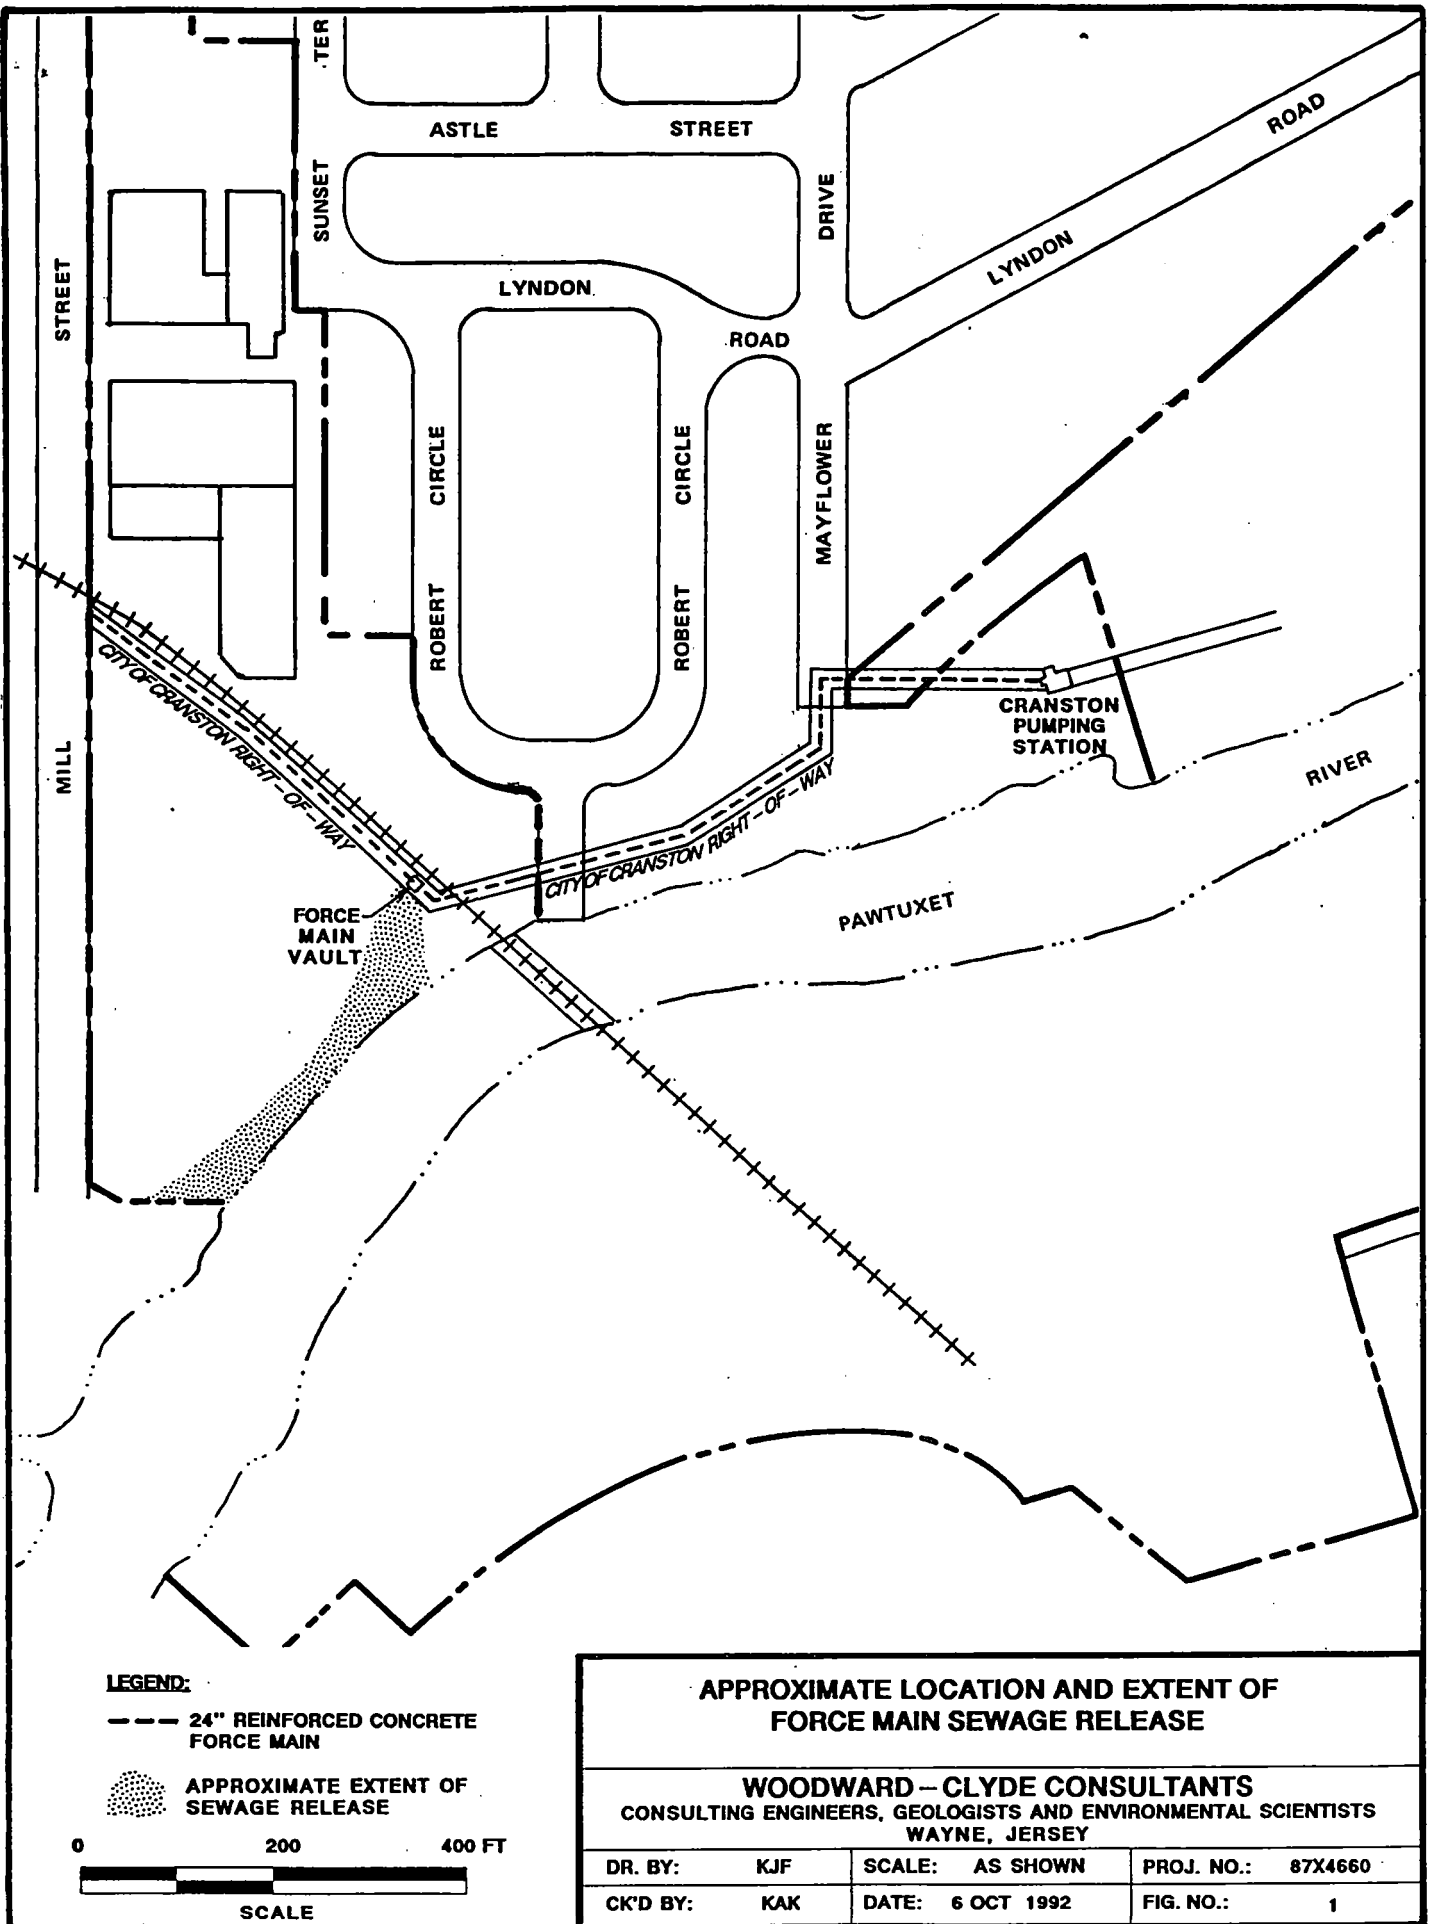 TER
ASTLE STREET
ROAD
SUNSET
DRIVE
LYNDON
STREET
LYNDON
ROAD
CIRCLE
CIRCLE
MAYFLOWER
ROBERT
ROBERT
CITY OF CRANSTON RIGHT-OF-WAY
CRANSTON
PUMPING
STATION
MILL
RIVER
CITY OF CRANSTON RIGHT-OF-WAY
PAWTUXET
FORCE
MAIN
VAULT
LEGEND:
24" REINFORCED CONCRETE
FORCE MAIN
APPROXIMATE EXTENT OF
SEWAGE RELEASE
0 200 400 FT
SCALE
APPROXIMATE LOCATION AND EXTENT OF
FORCE MAIN SEWAGE RELEASE
WOODWARD-CLYDE CONSULTANTS
CONSULTING ENGINEERS, GEOLOGISTS AND ENVIRONMENTAL SCIENTISTS
WAYNE, JERSEY
DR. BY: KJF SCALE: AS SHOWN PROJ. NO.: 87X4660
CK'D BY: KAK DATE: 6 OCT 1992 FIG. NO.: 1